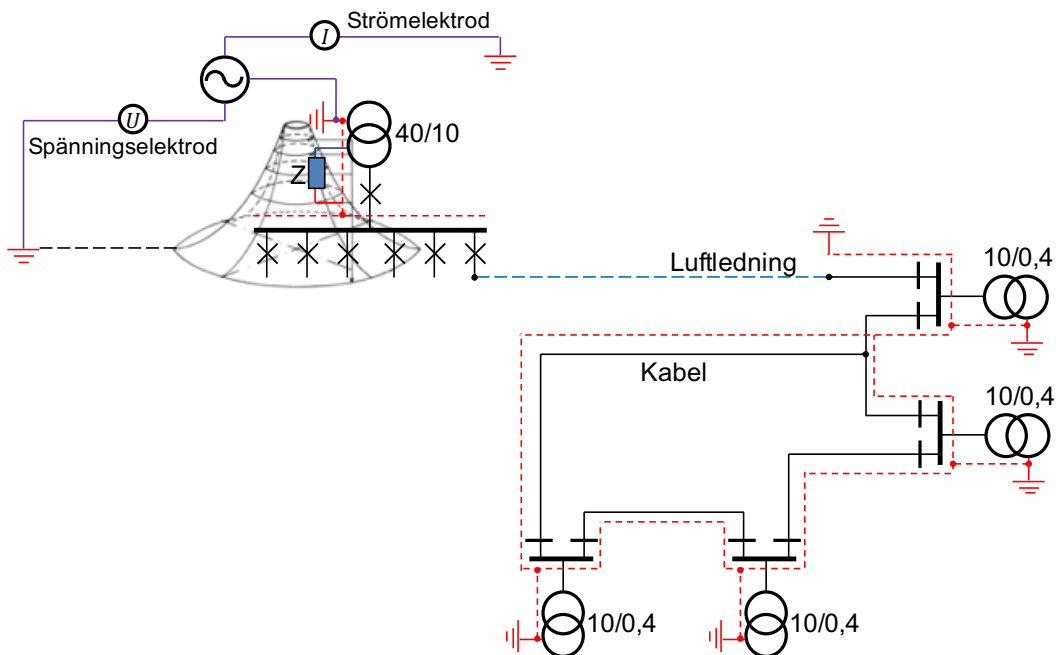 Strömelektrod
I
U
Spänningselektrod
40/10
Z
Luftledning
10/0,4
Kabel
10/0,4
10/0,4
10/0,4